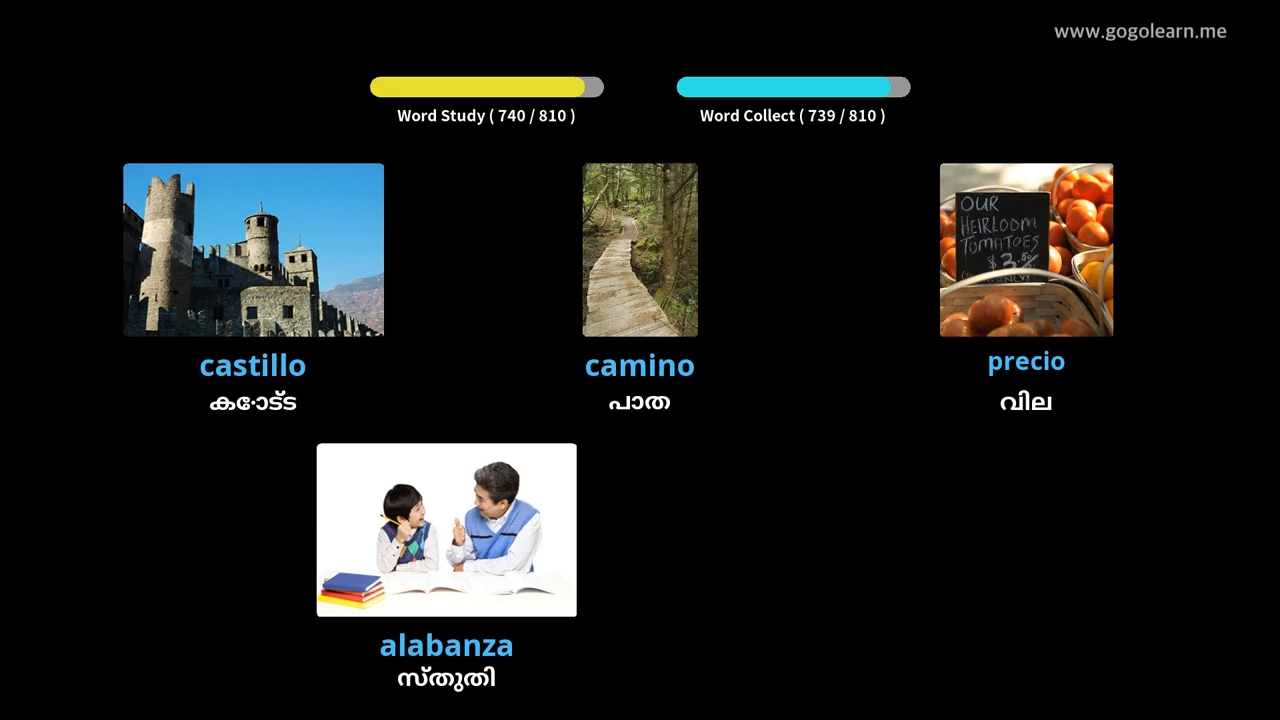 www.gogolearn.me
Word Study ( 740 / 810 )
Word Collect ( 739 / 810 )
OUR
HEIRLOOM
TOMATOES
castillo
camino
precio
കോട്ട
പാത
വില
alabanza
സ്തുതി